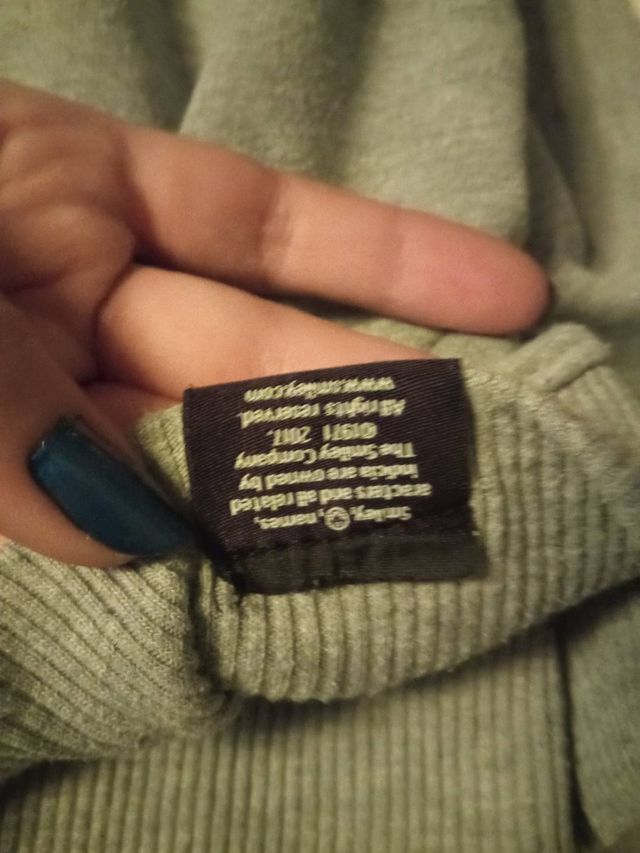 Smiley, names,
aracters and all related
indicia are owned by
The Smiley Company
©1971 2017.
All rights reserved.
www.smiley.com